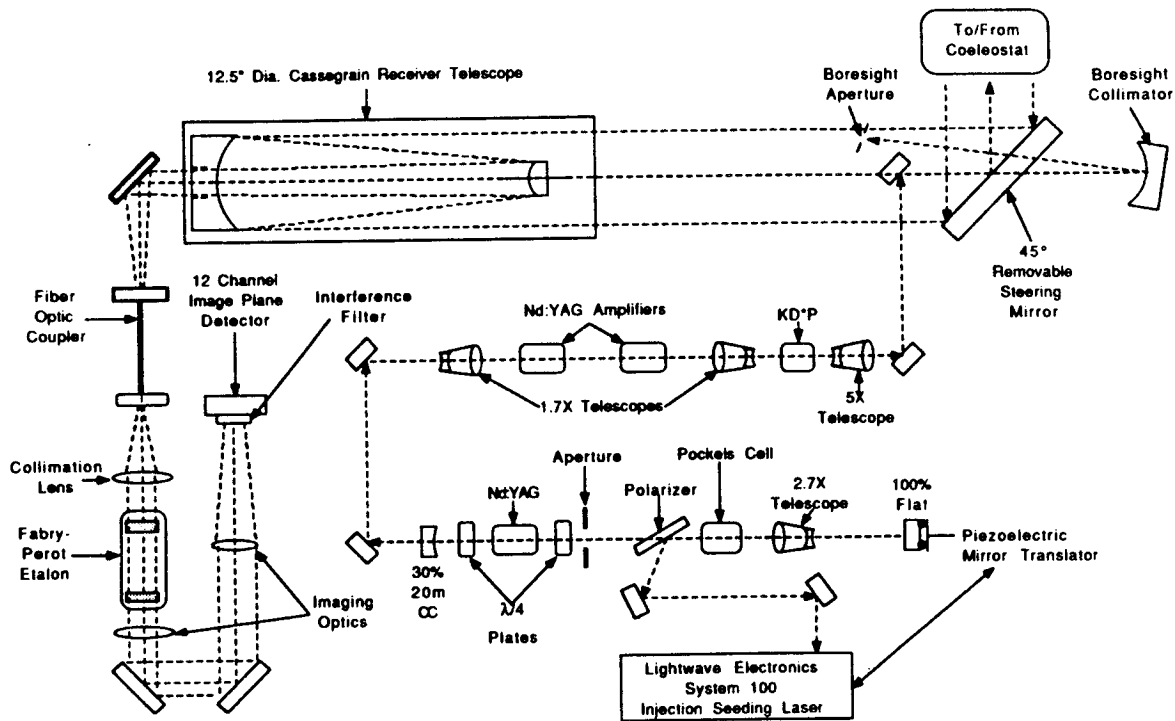 To/From
Coeleostat
12.5" Dia. Cassegrain Receiver Telescope
Boresight
Aperture
Boresight
Collimator
45°
Removable
Steering
Mirror
Fiber
Optic
Coupler
12 Channel
Image Plane
Detector
Interference
Filter
Nd:YAG Amplifiers
KD*P
1.7X Telescopes
5X
Telescope
Collimation
Lens
Fabry-
Perot
Etalon
Imaging
Optics
Aperture
Nd:YAG
Polarizer
Pockels Cell
2.7X
Telescope
100%
Flat
Piezoelectric
Mirror Translator
30%
20m
CC
λ/4
Plates
Lightwave Electronics
System 100
Injection Seeding Laser